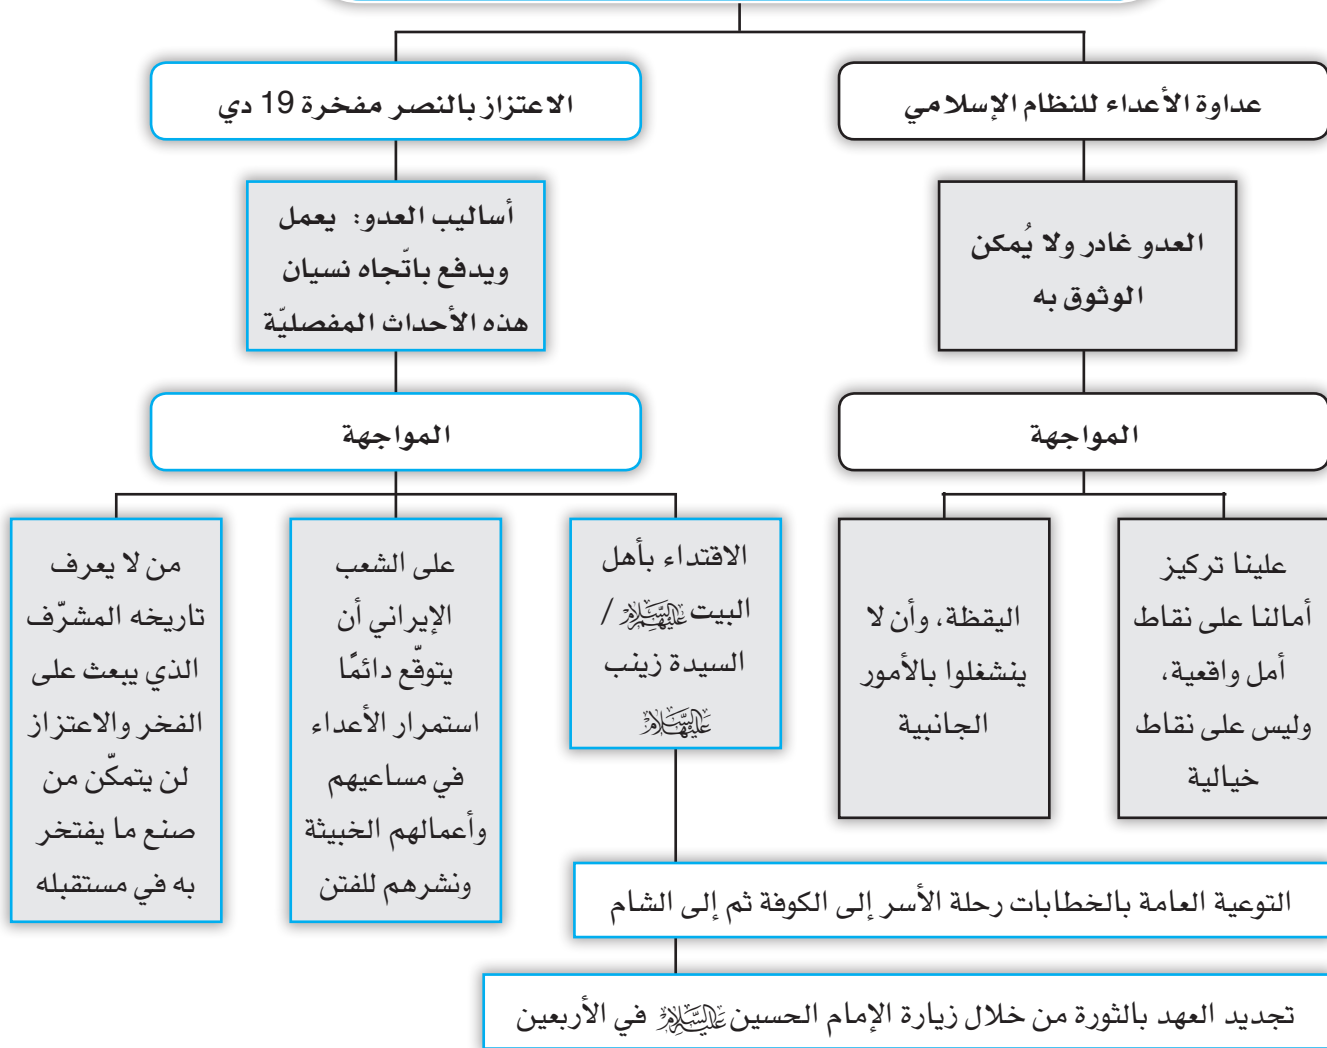 عداوة الأعداء للنظام الإسلامي
الاعتزاز بالنصر مفخرة 19 دي
العدو غادر ولا يُمكن
الوثوق به
أساليب العدو: يعمل
ويدفع باتّجاه نسيان
هذه الأحداث المفصليّة
المواجهة
المواجهة
علينا تركيز
أمالنا على نقاط
أمل واقعية،
وليس على نقاط
خيالية
اليقظة، وأن لا
ينشغلوا بالأمور
الجانبية
الاقتداء بأهل
البيت عليهم السلام /
السيدة زينب
عليها السلام
على الشعب
الإيراني أن
يتوقّع دائمًا
استمرار الأعداء
في مساعيهم
وأعمالهم الخبيثة
ونشرهم للفتن
من لا يعرف
تاريخه المشرّف
الذي يبعث على
الفخر والاعتزاز
لن يتمكّن من
صنع ما يفتخر
به في مستقبله
التوعية العامة بالخطابات رحلة الأسر إلى الكوفة ثم إلى الشام
تجديد العهد بالثورة من خلال زيارة الإمام الحسين عليه السلام في الأربعين